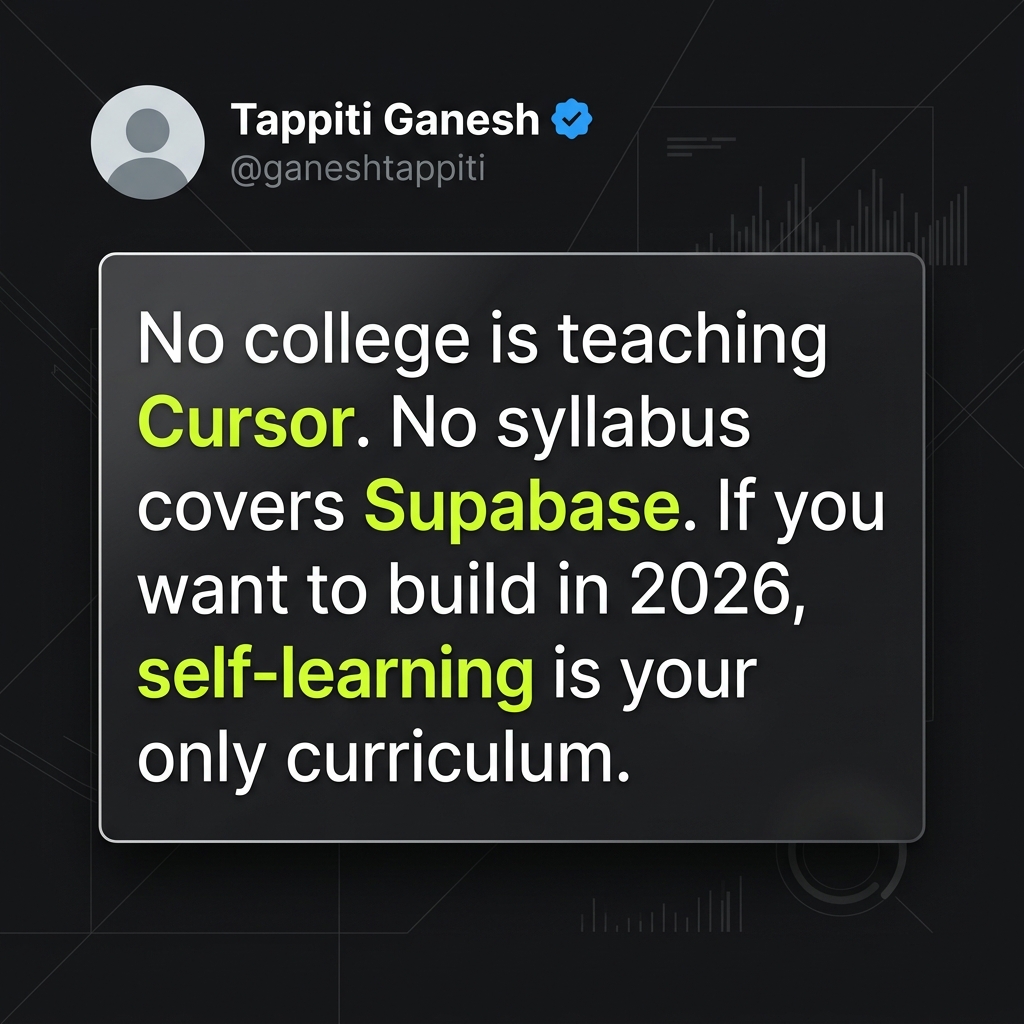 Tappiti Ganesh
@ganeshtappiti
No college is teaching
Cursor. No syllabus
covers Supabase. If you
want to build in 2026,
self-learning is your
only curriculum.